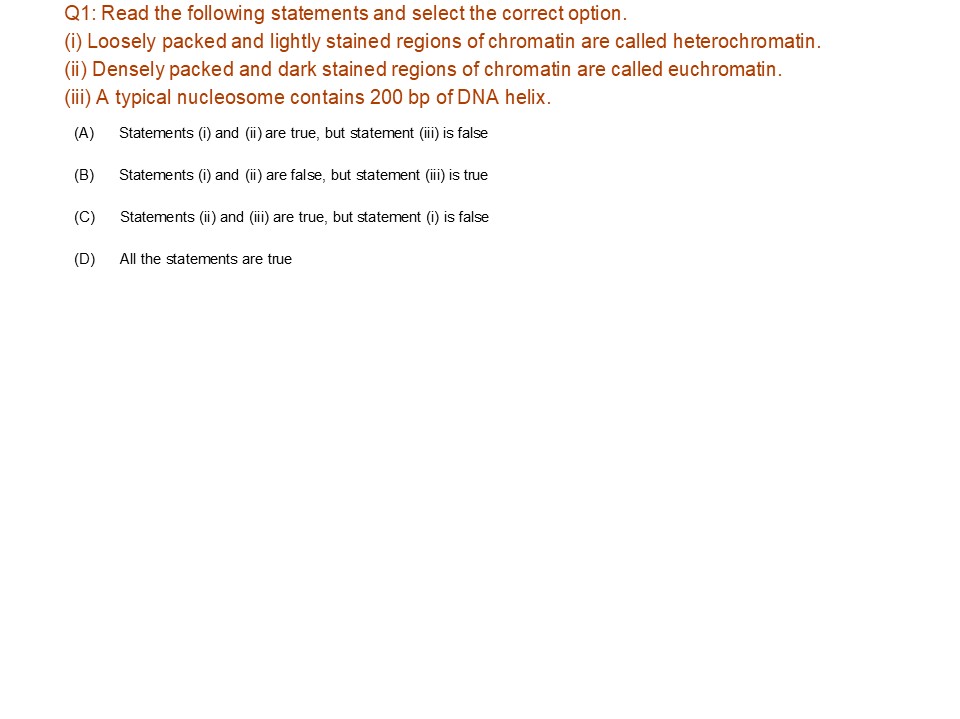 Q1: Read the following statements and select the correct option.
(i) Loosely packed and lightly stained regions of chromatin are called heterochromatin.
(ii) Densely packed and dark stained regions of chromatin are called euchromatin.
(iii) A typical nucleosome contains 200 bp of DNA helix.
(A) Statements (i) and (ii) are true, but statement (iii) is false
(B) Statements (i) and (ii) are false, but statement (iii) is true
(C) Statements (ii) and (iii) are true, but statement (i) is false
(D) All the statements are true